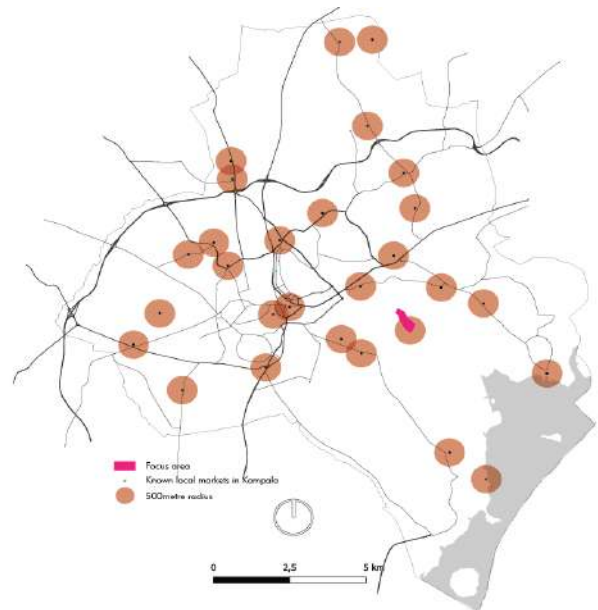 Focus area
Known local markets in Kampala
500metre radius
0 2,5 5 km